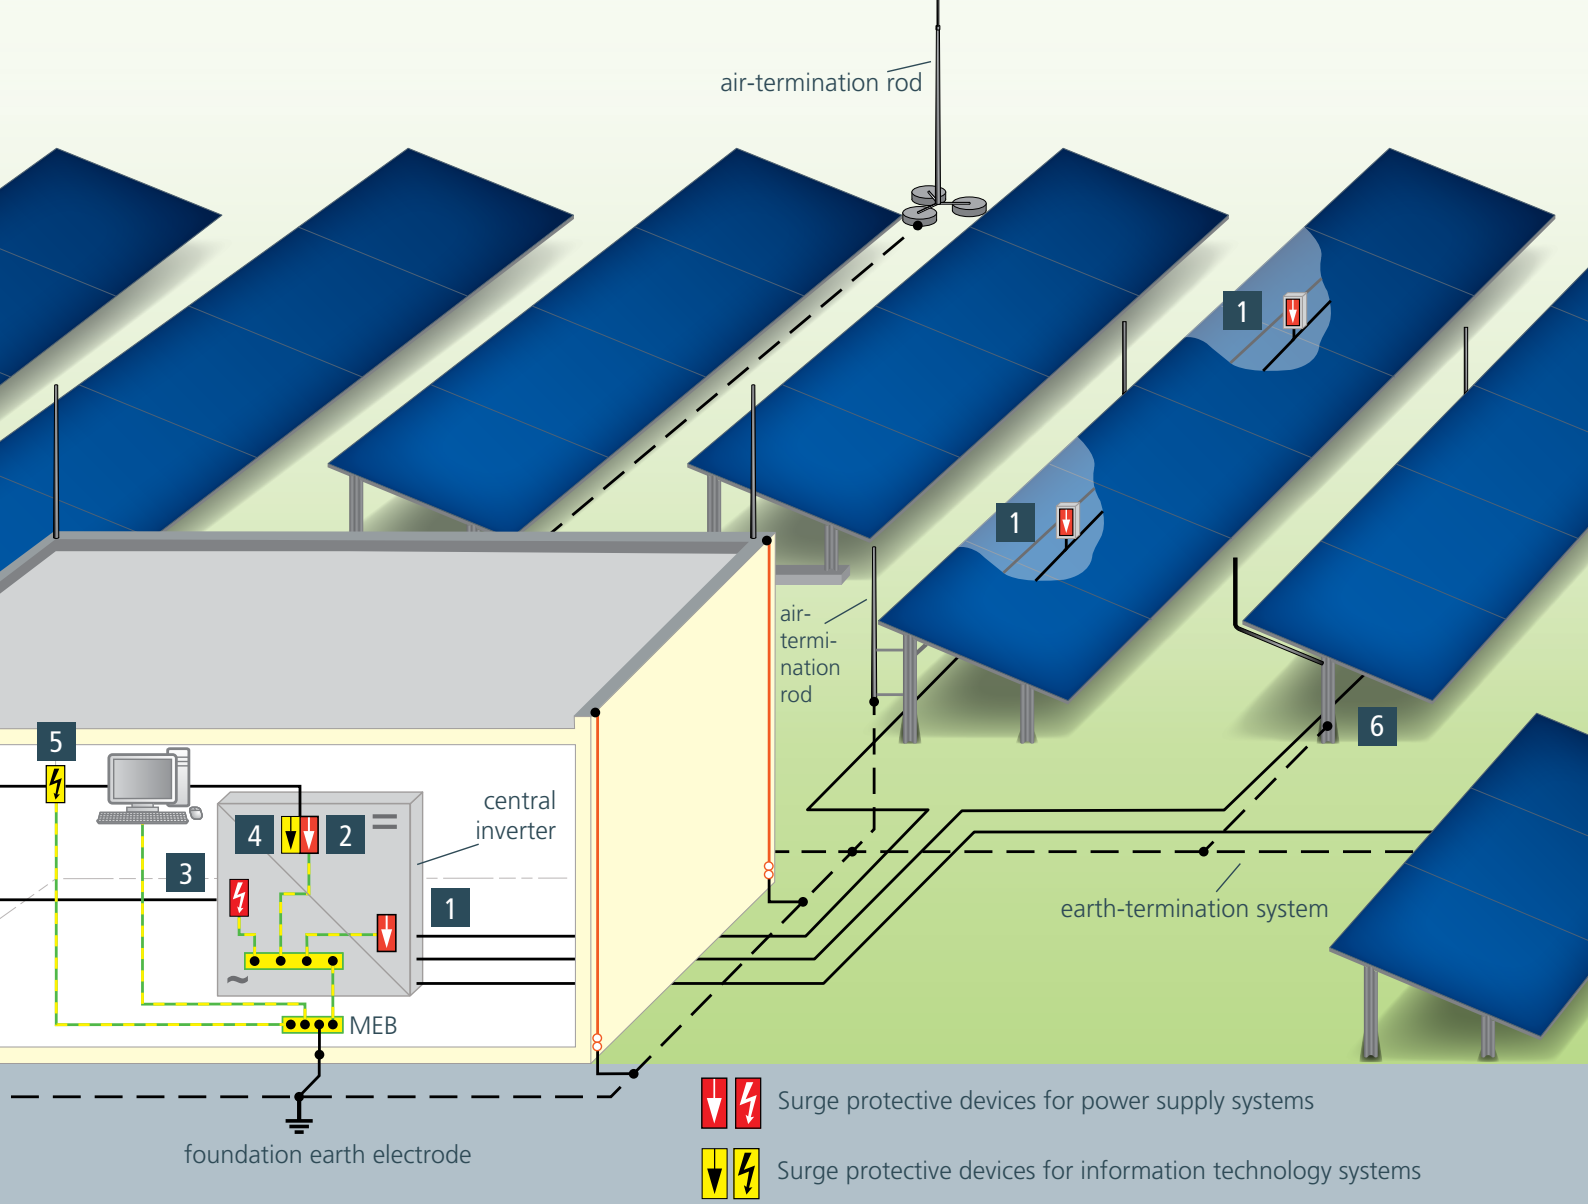 air-termination rod
1
1
air-
termi-
nation
rod
6
5
central
inverter
4
2
3
1
earth-termination system
MEB
foundation earth electrode
Surge protective devices for power supply systems
Surge protective devices for information technology systems